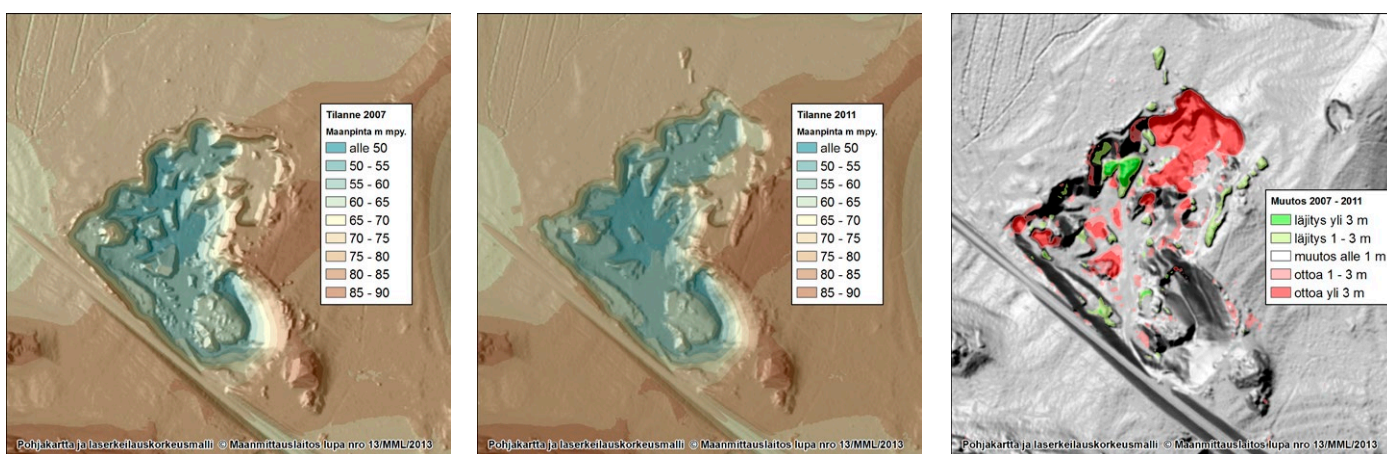 Tilanne 2007
Maanpinta m mpy.
alle 50
50 - 55
55 - 60
60 - 65
65 - 70
70 - 75
75 - 80
80 - 85
85 - 90
Pohjakartta ja laserkeilauskorkeusmalli © Maanmittauslaitos lupa nro 13/MML/2013
Tilanne 2011
Maanpinta m mpy.
alle 50
50 - 55
55 - 60
60 - 65
65 - 70
70 - 75
75 - 80
80 - 85
85 - 90
Pohjakartta ja laserkeilauskorkeusmalli © Maanmittauslaitos lupa nro 13/MML/2013
Muutos 2007 - 2011
läjitys yli 3 m
läjitys 1 - 3 m
muutos alle 1 m
ottoa 1 - 3 m
ottoa yli 3 m
Pohjakartta ja laserkeilauskorkeusmalli © Maanmittauslaitos lupa nro 13/MML/2013